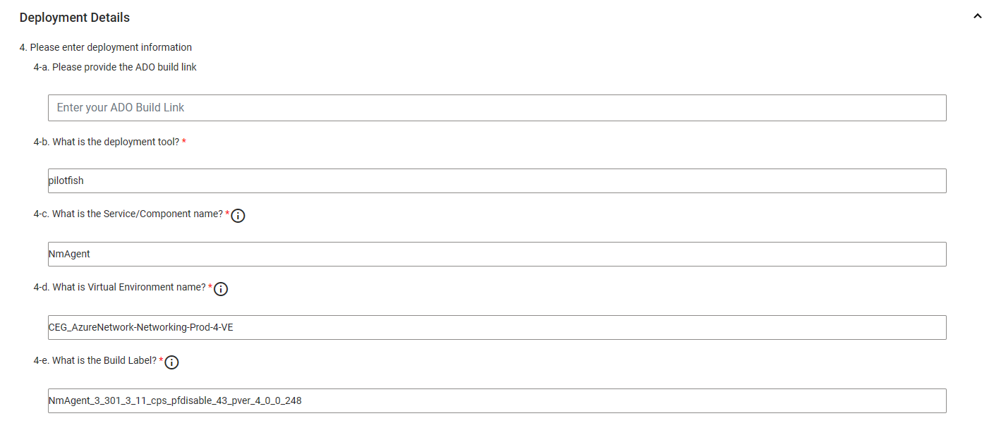 Deployment Details
4. Please enter deployment information
4-a. Please provide the ADO build link
Enter your ADO Build Link
4-b. What is the deployment tool? *
pilotfish
4-c. What is the Service/Component name? *
NmAgent
4-d. What is Virtual Environment name? *
CEG_AzureNetwork-Networking-Prod-4-VE
4-e. What is the Build Label? *
NmAgent_3_301_3_11_cps_pfdisable_43_pver_4_0_0_248